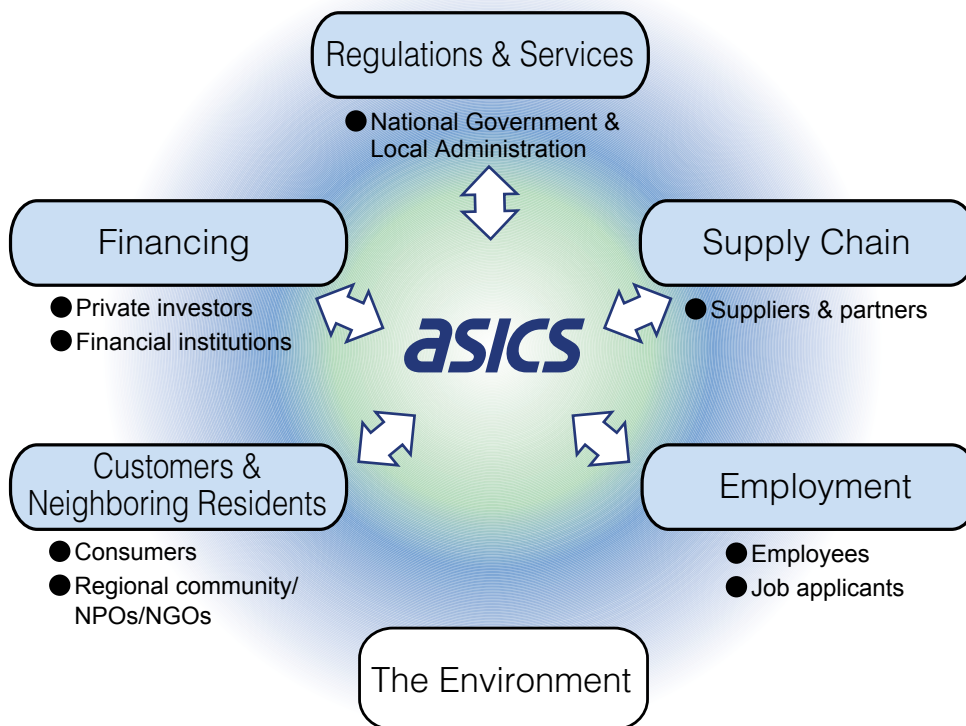 Regulations & Services
● National Government &
Local Administration
Financing
● Private investors
● Financial institutions
Supply Chain
● Suppliers & partners
asics
Customers &
Neighboring Residents
● Consumers
● Regional community/
NPOs/NGOs
Employment
● Employees
● Job applicants
The Environment